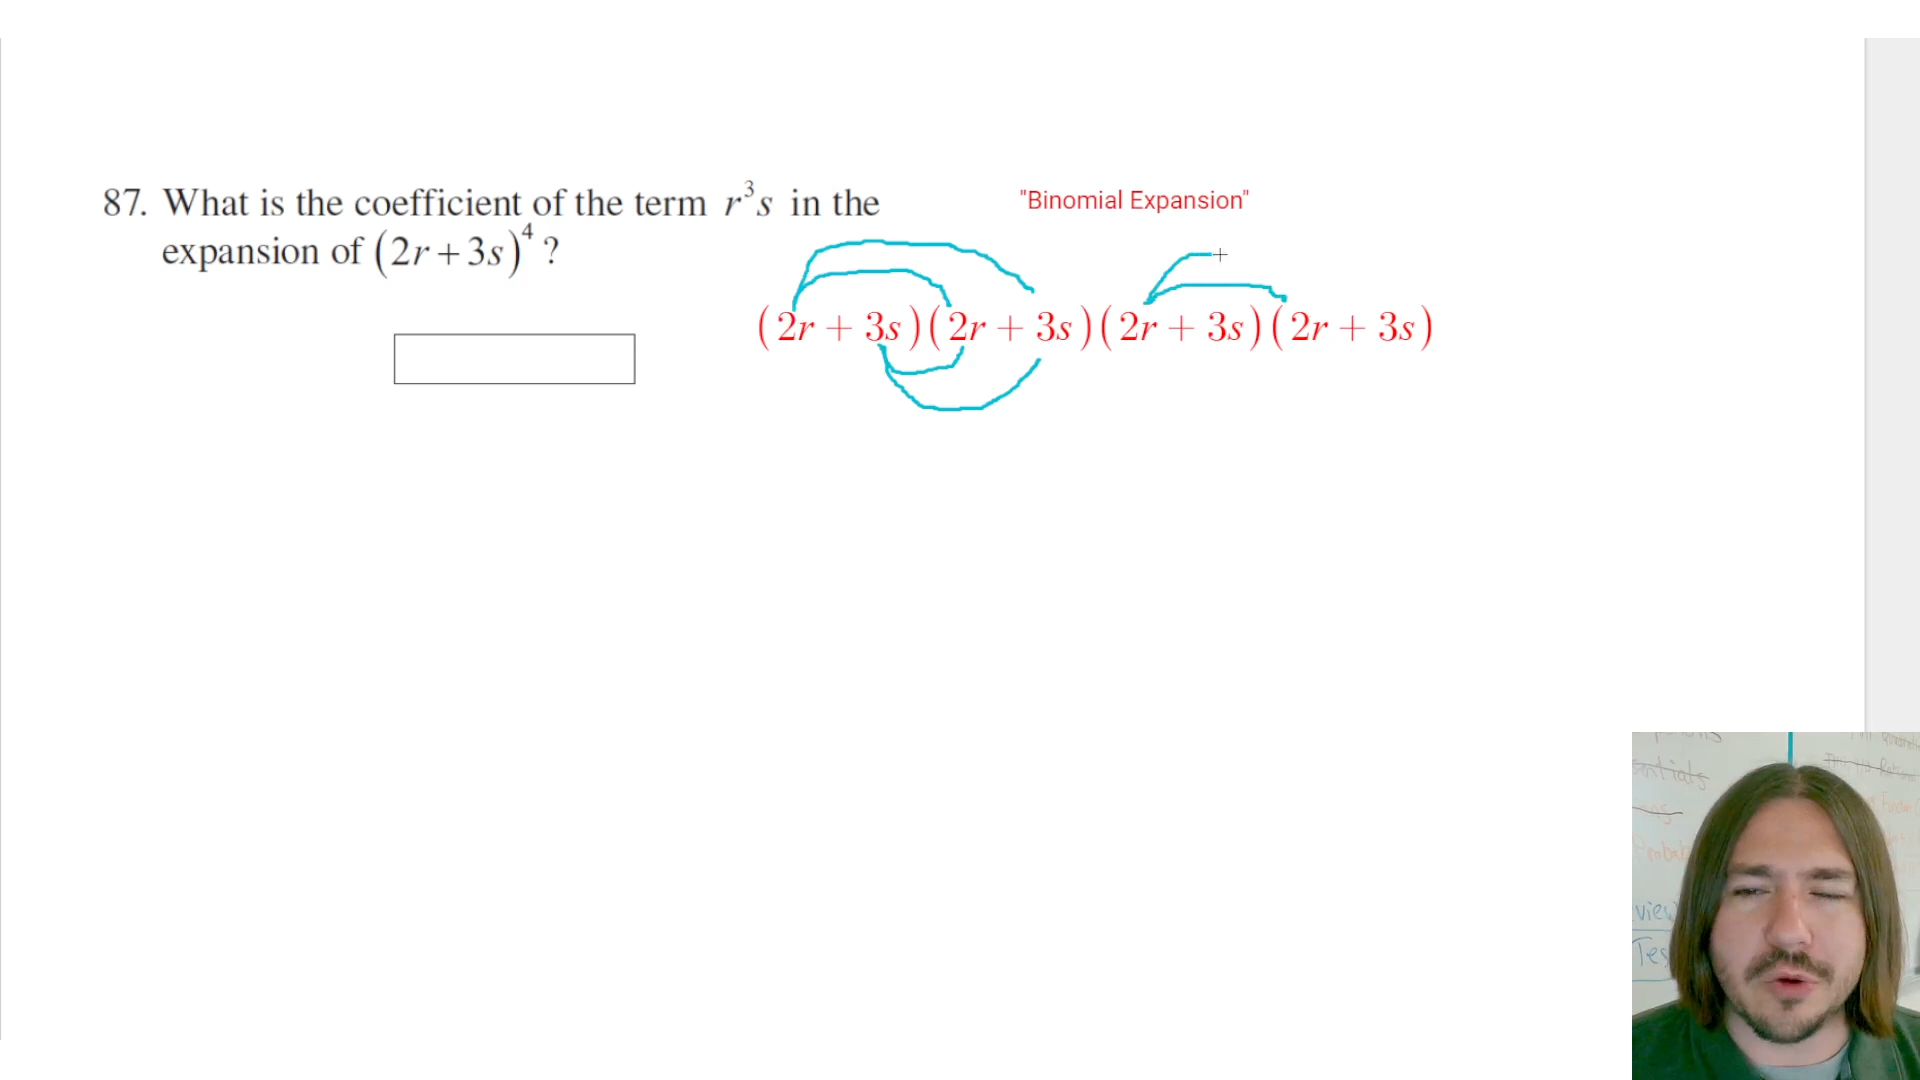 87. What is the coefficient of the term r³s in the
expansion of (2r+3s)⁴?
"Binomial Expansion"
(2r + 3s)(2r + 3s)(2r + 3s)(2r + 3s)